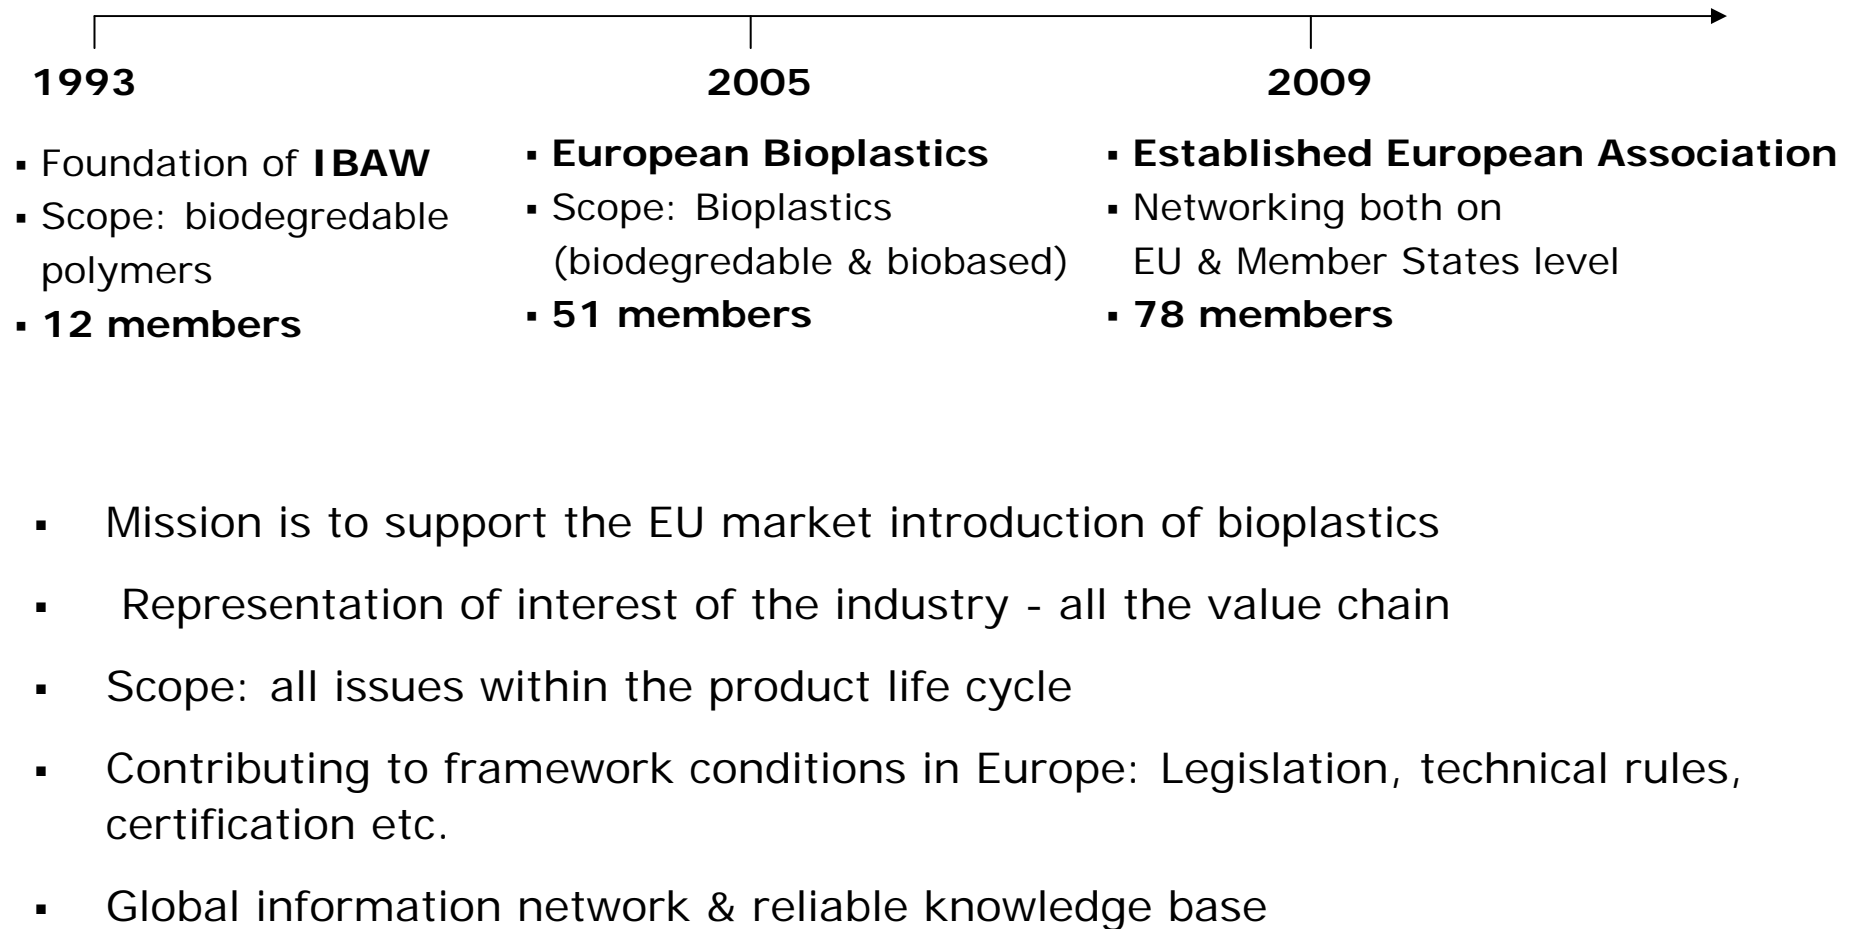 1993
2005
2009
▪ Foundation of IBAW
▪ Scope: biodegredable
polymers
▪ 12 members
▪ European Bioplastics
▪ Scope: Bioplastics
(biodegredable & biobased)
▪ 51 members
▪ Established European Association
▪ Networking both on
EU & Member States level
▪ 78 members
▪ Mission is to support the EU market introduction of bioplastics
▪ Representation of interest of the industry - all the value chain
▪ Scope: all issues within the product life cycle
▪ Contributing to framework conditions in Europe: Legislation, technical rules,
certification etc.
▪ Global information network & reliable knowledge base